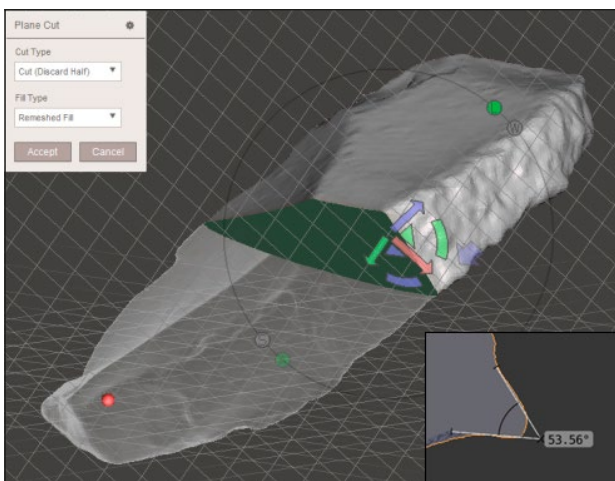 Plane Cut
Cut Type
Cut (Discard Half)
Fill Type
Remeshed Fill
Accept Cancel
L
W
53.56°